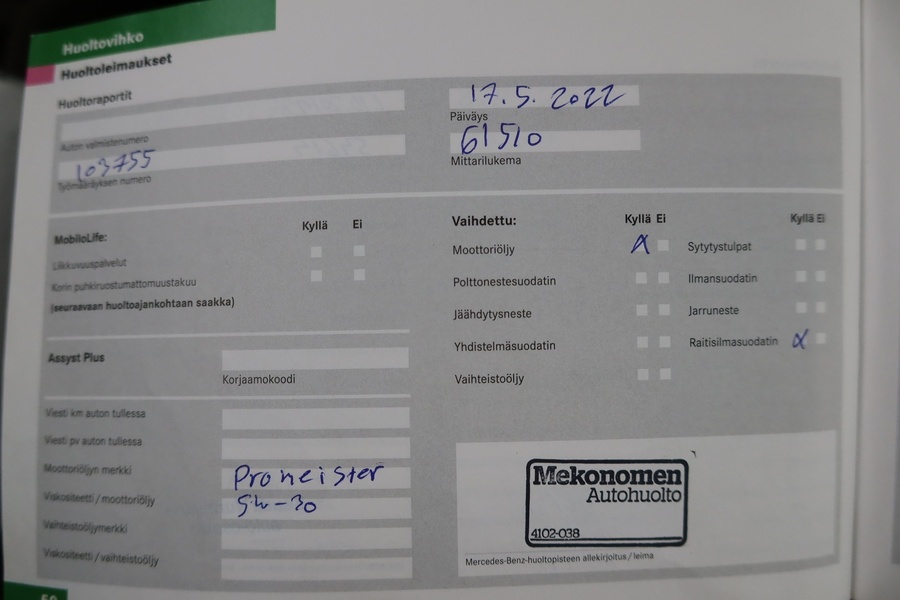 Huoltovihko
Huoltoleimaukset
Huoltoraportit
Auton valmistenumero
103755
Työmääräyksen numero
17.5.2022
Päiväys
61510
Mittarilukema
MobiloLife:
Kyllä Ei
Liikkuvuuspalvelut
Korin puhkiruostumattomuustakuu
(seuraavaan huoltoajankohtaan saakka)
Assyst Plus
Korjaamokoodi
Viesti km auton tullessa
Viesti pv auton tullessa
Moottoriöljyn merkki Promeister
Viskositeetti / moottoriöljy 5w-30
Vaihteistoöljymerkki
Viskositeetti / vaihteistoöljy
Vaihdettu: Kyllä Ei Kyllä Ei
Moottoriöljy X Sytytystulpat
Polttonestesuodatin Ilmansuodatin
Jäähdytysneste Jarruneste
Yhdistelmäsuodatin Raitisilmasuodatin X
Vaihteistoöljy
Mekonomen
Autohuolto
4102-038
Mercedes-Benz-huoltopisteen allekirjoitus / leima
50